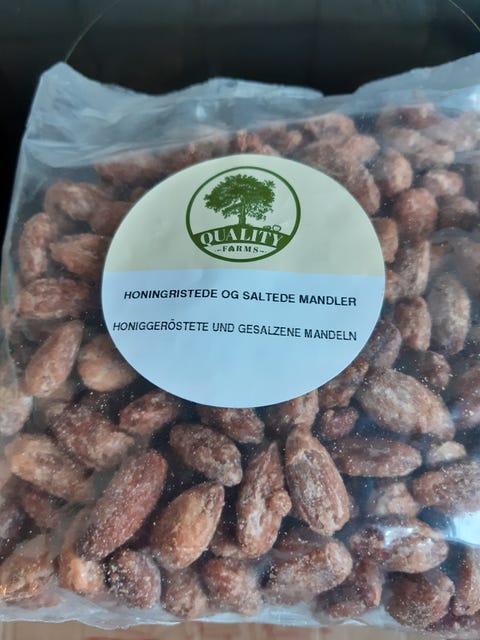 QUALITY
FARMS
HONINGRISTEDE OG SALTEDE MANDLER
HONIGGERÖSTETE UND GESALZENE MANDELN